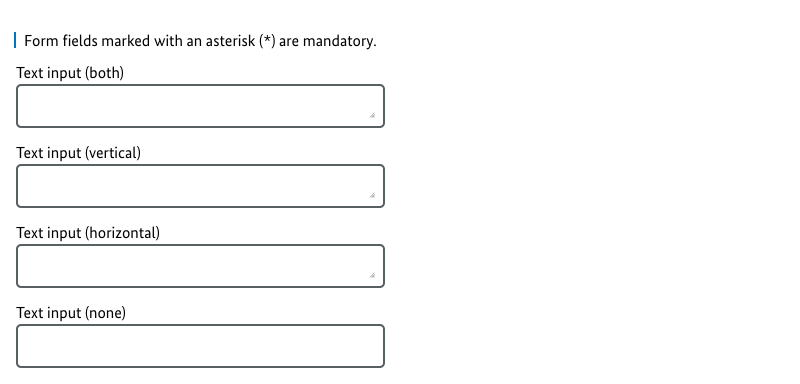 Form fields marked with an asterisk (*) are mandatory.
Text input (both)
Text input (vertical)
Text input (horizontal)
Text input (none)